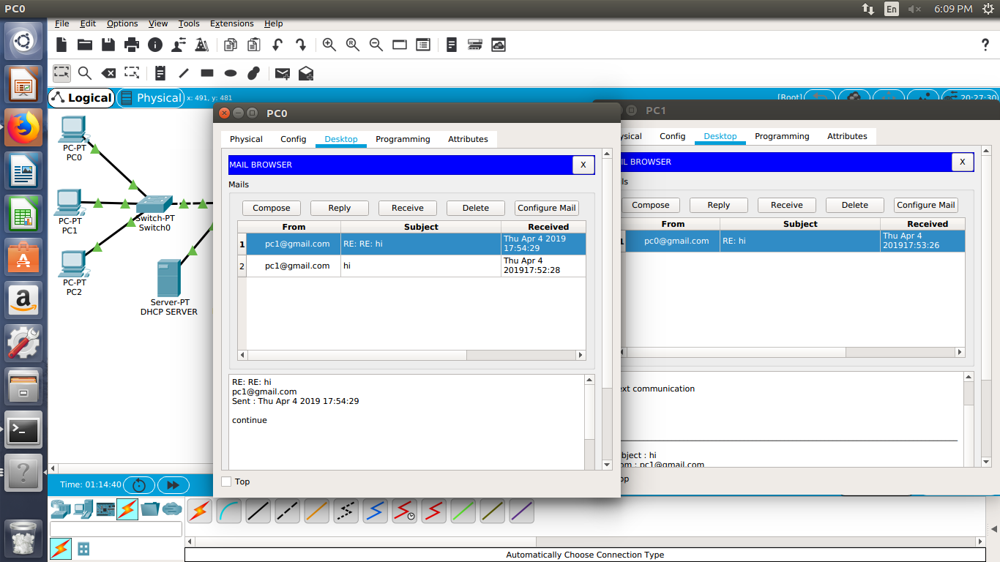 PC0
En
6:09 PM
File Edit Options View Tools Extensions Help
?
Logical
Physical
x: 491, y: 481
[Root]
20:27:30
PC-PT
PC0
PC-PT
PC1
Switch-PT
Switch0
PC-PT
PC2
Server-PT
DHCP SERVER
PC0
Physical Config Desktop Programming Attributes
MAIL BROWSER
X
Mails
Compose Reply Receive Delete Configure Mail
From Subject Received
1 pc1@gmail.com RE: RE: hi Thu Apr 4 2019
17:54:29
2 pc1@gmail.com hi Thu Apr 4
201917:52:28
RE: RE: hi
pc1@gmail.com
Sent : Thu Apr 4 2019 17:54:29
continue
Top
PC1
ysical Config Desktop Programming Attributes
IL BROWSER
X
ls
Compose Reply Receive Delete Configure Mail
From Subject Received
1 pc0@gmail.com RE: hi Thu Apr 4
201917:53:26
ext communication
bject : hi
om : pc1@gmail.com
op
Time: 01:14:40
Automatically Choose Connection Type